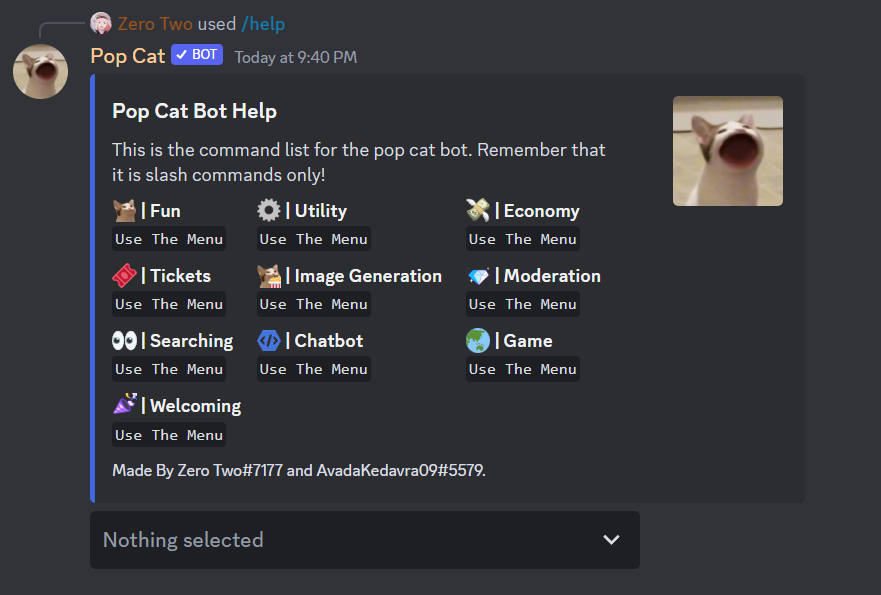 Zero Two used /help
Pop Cat BOT Today at 9:40 PM
Pop Cat Bot Help
This is the command list for the pop cat bot. Remember that
it is slash commands only!
| Fun | Utility | Economy
Use The Menu Use The Menu Use The Menu
| Tickets | Image Generation | Moderation
Use The Menu Use The Menu Use The Menu
| Searching | Chatbot | Game
Use The Menu Use The Menu Use The Menu
| Welcoming
Use The Menu
Made By Zero Two#7177 and AvadaKedavra09#5579.
Nothing selected